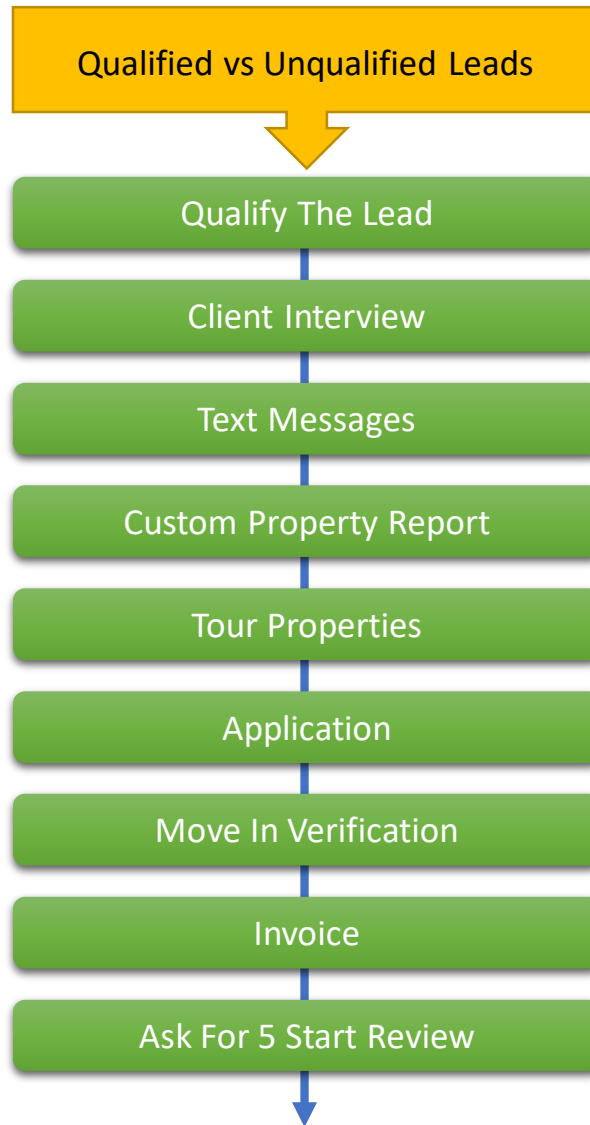 Qualified vs Unqualified Leads
Qualify The Lead
Client Interview
Text Messages
Custom Property Report
Tour Properties
Application
Move In Verification
Invoice
Ask For 5 Start Review